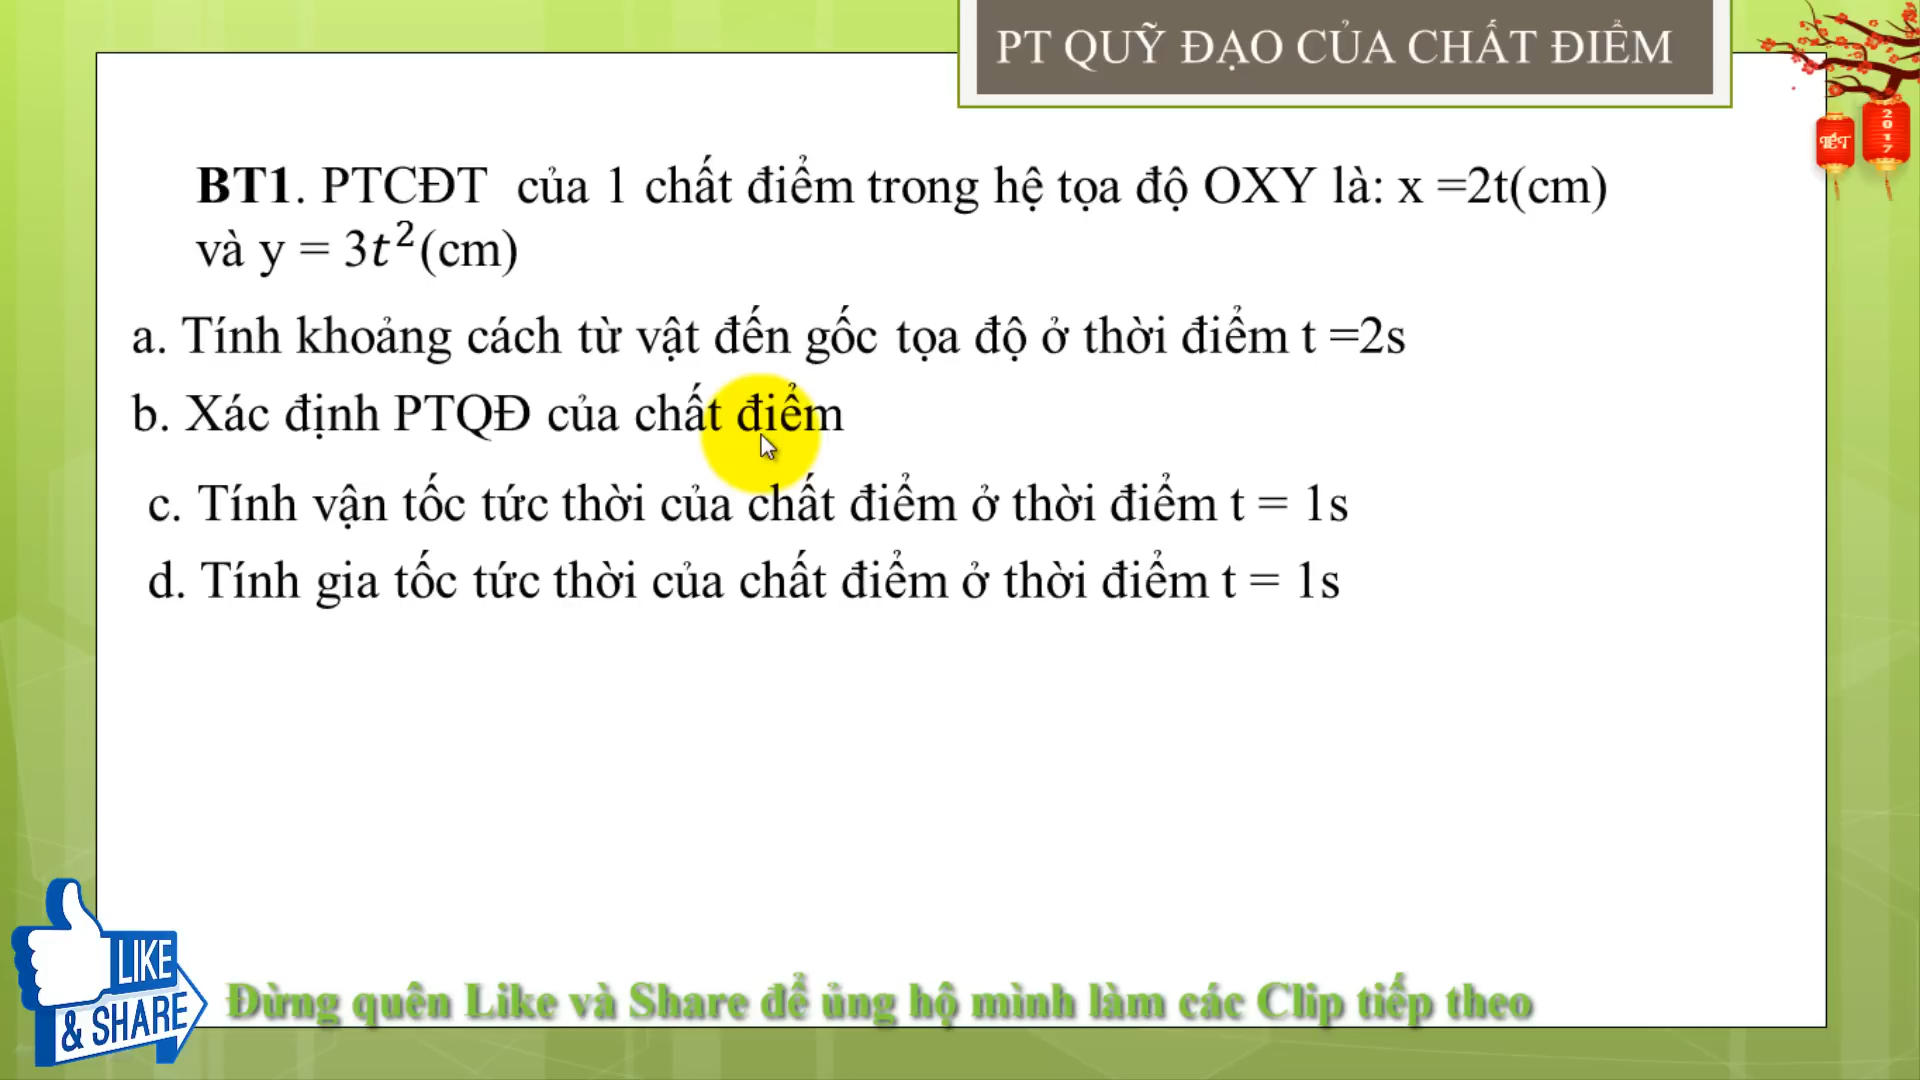 PT QUỸ ĐẠO CỦA CHẤT ĐIỂM
TẾT
2017
BT1. PTCĐT của 1 chất điểm trong hệ tọa độ OXY là: x =2t(cm)
và y = 3𝑡²(cm)
a. Tính khoảng cách từ vật đến gốc tọa độ ở thời điểm t =2s
b. Xác định PTQĐ của chất điểm
c. Tính vận tốc tức thời của chất điểm ở thời điểm t = 1s
d. Tính gia tốc tức thời của chất điểm ở thời điểm t = 1s
LIKE
& SHARE
Đừng quên Like và Share để ủng hộ mình làm các Clip tiếp theo